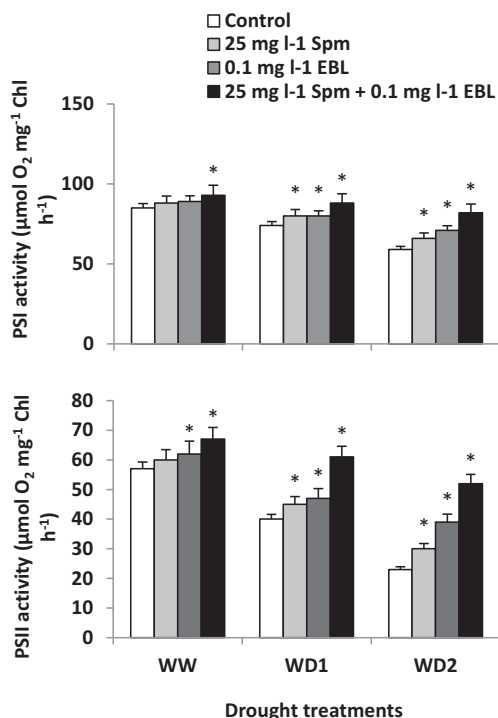 Control
25 mg l-1 Spm
0.1 mg l-1 EBL
25 mg l-1 Spm + 0.1 mg l-1 EBL
PSI activity (µmol O₂ mg⁻¹ Chl
h⁻¹)
150
100
50
0
* * * * * * *
PSII activity (µmol O₂ mg⁻¹ Chl
h⁻¹)
80
70
60
50
40
30
20
10
0
* * * * * * * *
WW WD1 WD2
Drought treatments